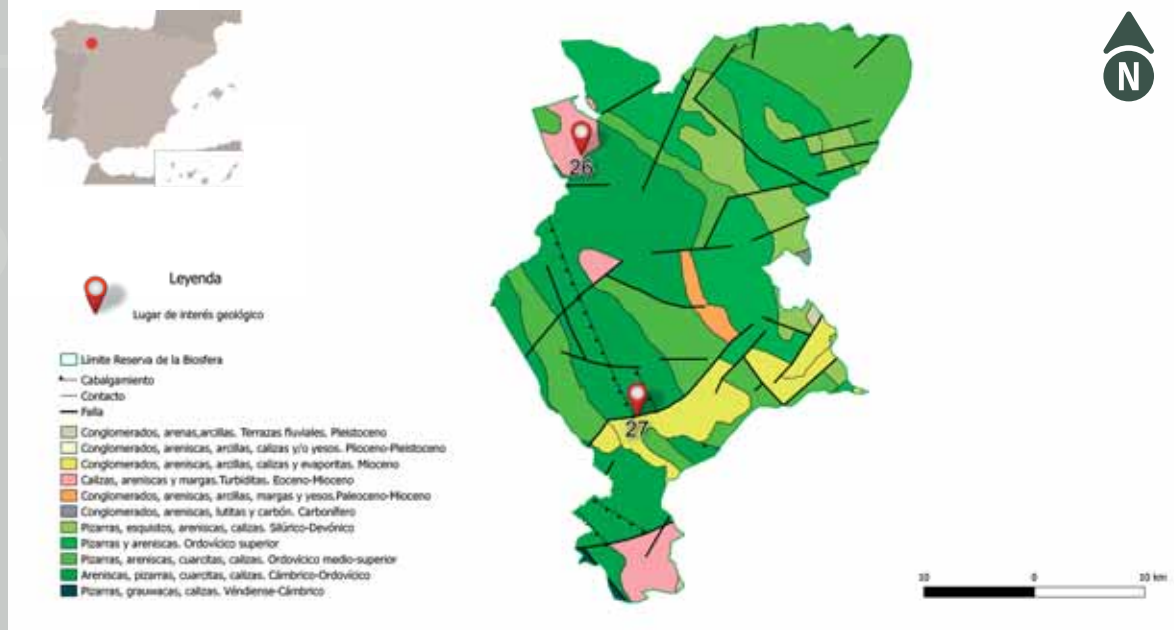 N
26
27
Leyenda
Lugar de interés geológico
Límite Reserva de la Biosfera
Cabalgamiento
Contacto
Falla
Conglomerados, arenas,arcillas. Terrazas fluviales. Pleistoceno
Conglomerados, areniscas, arcillas, calizas y/o yesos. Plioceno-Pleistoceno
Conglomerados, areniscas, arcillas, calizas y evaporitas. Mioceno
Calizas, areniscas y margas.Turbiditas. Eoceno-Mioceno
Conglomerados, areniscas, arcillas, margas y yesos.Paleoceno-Mioceno
Conglomerados, areniscas, lutitas y carbón. Carbonífero
Pizarras, esquistos, areniscas, calizas. Silúrico-Devónico
Pizarras y areniscas. Ordovícico superior
Pizarras, areniscas, cuarcitas, calizas. Ordovícico medio-superior
Areniscas, pizarras, cuarcitas, calizas. Cámbrico-Ordovícico
Pizarras, grauwacas, calizas. Véndiense-Cámbrico
10 0 10 km